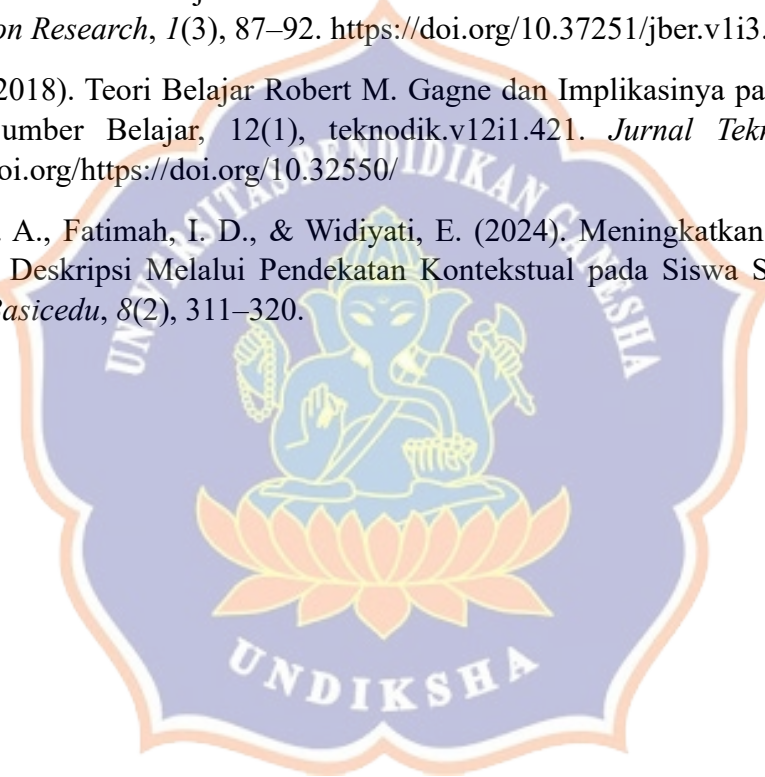 on Research, 1(3), 87–92. https://doi.org/10.37251/jber.v1i3.
2018). Teori Belajar Robert M. Gagne dan Implikasinya pa
umber Belajar, 12(1), teknodik.v12i1.421. Jurnal Tekn
oi.org/https://doi.org/10.32550/
. A., Fatimah, I. D., & Widiyati, E. (2024). Meningkatkan
Deskripsi Melalui Pendekatan Kontekstual pada Siswa S
Basicedu, 8(2), 311–320.
UNIVERSITAS PENDIDIKAN GANESHA
UNDIKSHA